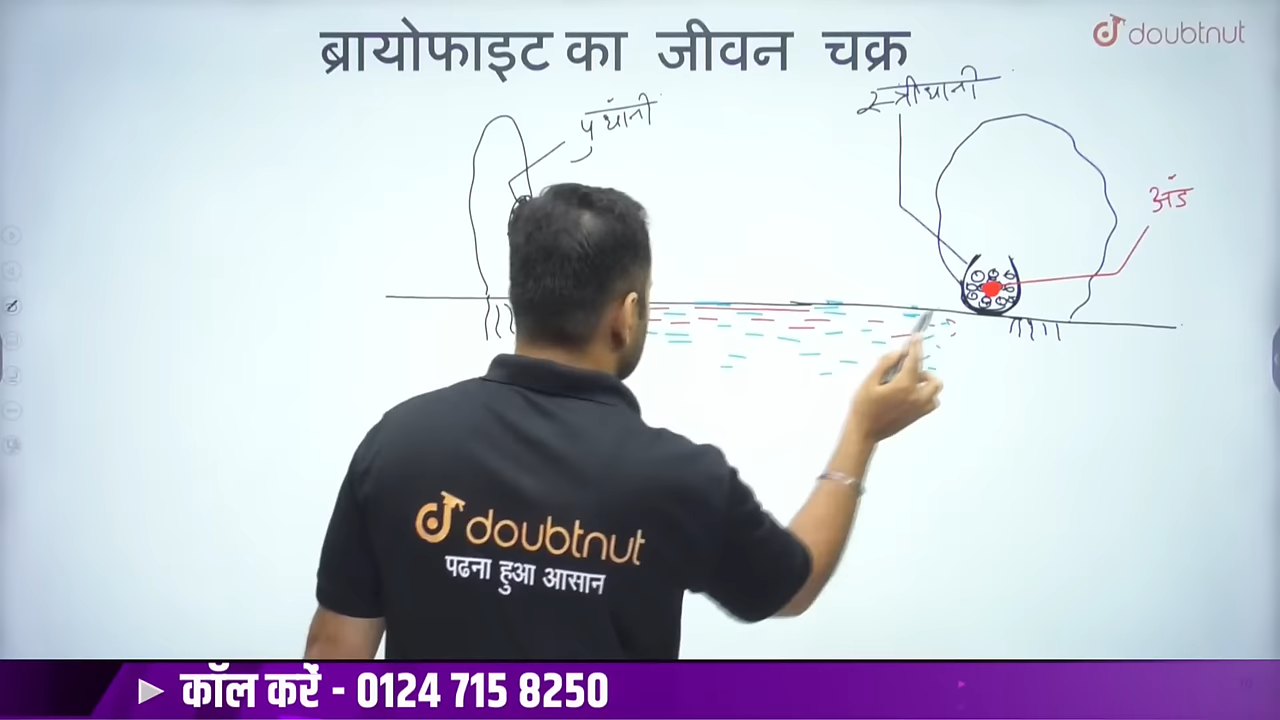 ब्रायोफाइट का जीवन चक्र
doubtnut
पुधांनी
स्त्रीधानी
अंड
doubtnut
पढना हुआ आसान
कॉल करें - 0124 715 8250